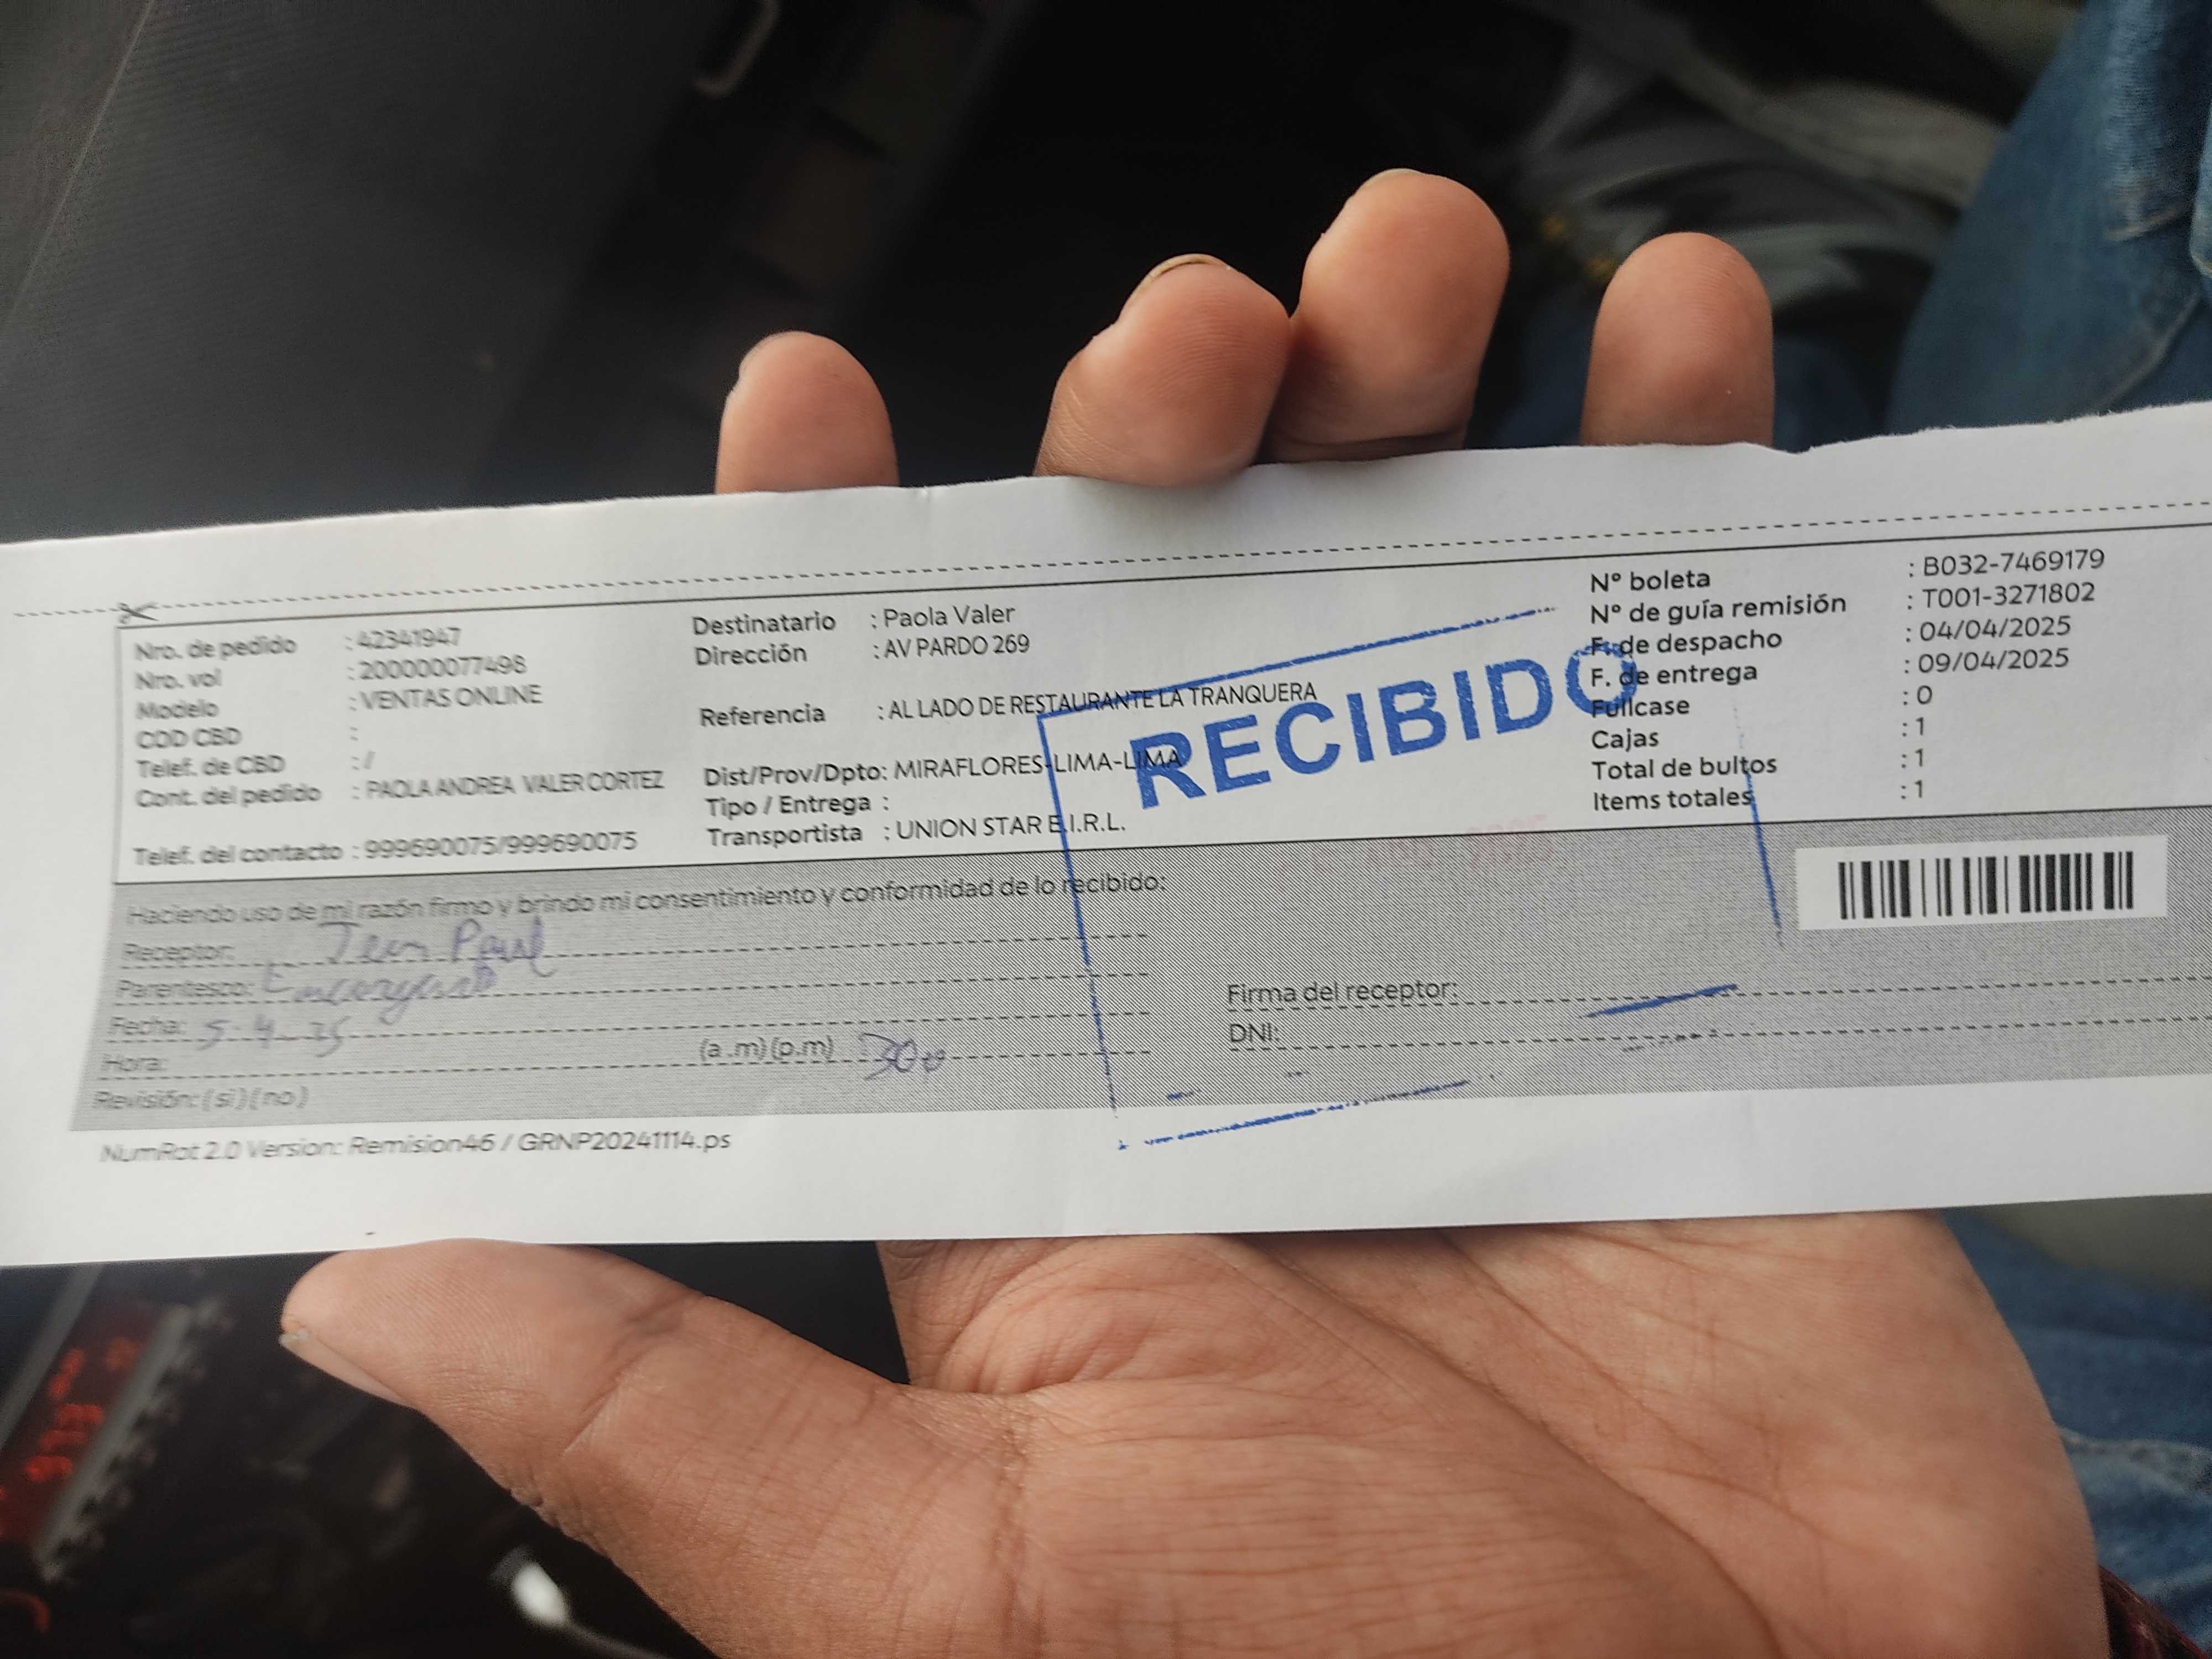 Nro. de pedido : 42341947
Nro. vol : 200000077498
Modelo : VENTAS ONLINE
COD CBD :
Telef. de CBD : /
Cont. del pedido : PAOLA ANDREA VALER CORTEZ
Telef. del contacto : 999690075/999690075
Destinatario : Paola Valer
Dirección : AV PARDO 269
Referencia : AL LADO DE RESTAURANTE LA TRANQUERA
Dist/Prov/Dpto: MIRAFLORES-LIMA-LIMA
Tipo / Entrega :
Transportista : UNION STAR E.I.R.L.
RECIBIDO
N° boleta : B032-7469179
N° de guía remisión : T001-3271802
F. de despacho : 04/04/2025
F. de entrega : 09/04/2025
Fullcase : 0
Cajas : 1
Total de bultos : 1
Items totales : 1
Haciendo uso de mi razón firmo y brindo mi consentimiento y conformidad de lo recibido:
Receptor: Jean Paul
Parentesco: Encargado
Fecha: 5-4-25
Hora: (a.m)(p.m)
Revisión: (si)(no)
Firma del receptor:
DNI:
NumRot 2.0 Version: Remision46 / GRNP20241114.ps